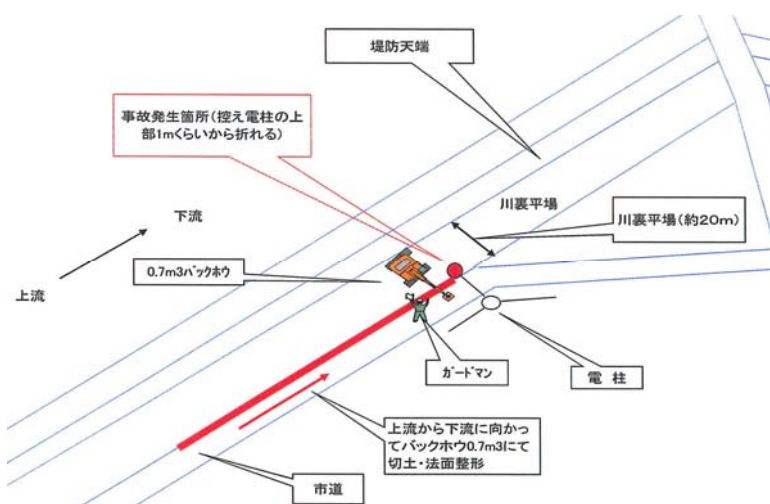 堤防天端
事故発生箇所(控え電柱の上
部1mくらいから折れる)
川裏平場
下流
川裏平場(約20m)
0.7m3バックホウ
上流
ガードマン
電 柱
上流から下流に向かっ
てバックホウ0.7m3にて
切土・法面整形
市道